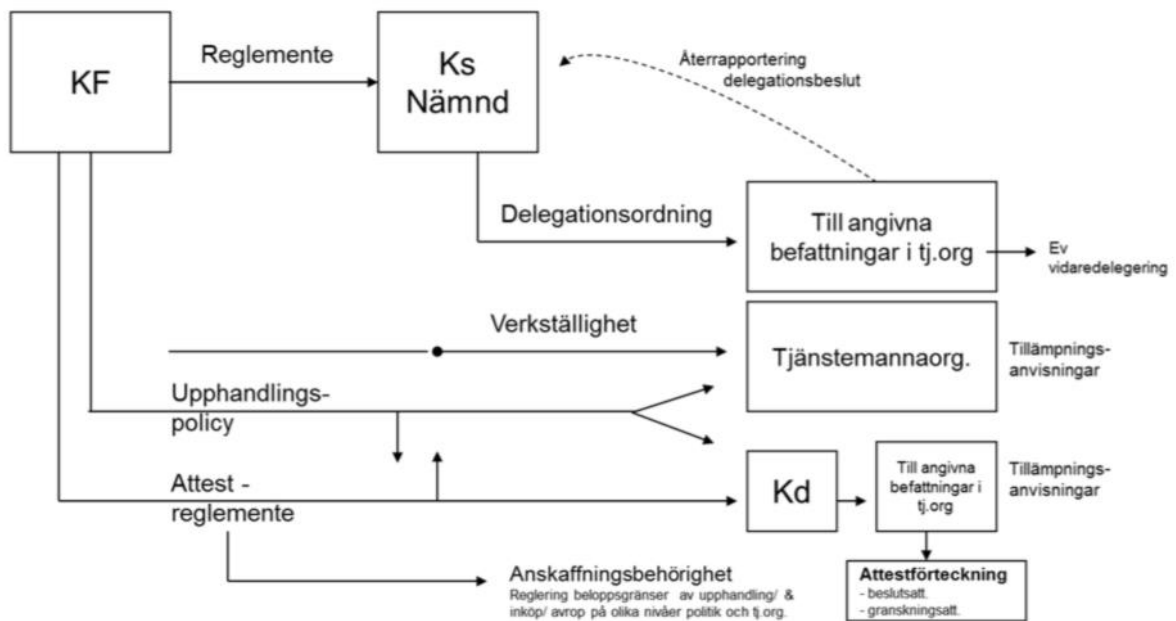 KF
Reglemente
Ks
Nämnd
Återrapportering
delegationsbeslut
Delegationsordning
Till angivna
befattningar i tj.org
Ev
vidaredelegering
Verkställighet
Tjänstemannaorg.
Tillämpnings-
anvisningar
Upphandlings-
policy
Attest -
reglemente
Kd
Till angivna
befattningar i
tj.org
Tillämpnings-
anvisningar
Anskaffningsbehörighet
Reglering beloppsgränser av upphandling/ &
inköp/ avrop på olika nivåer politik och tj.org.
Attestförteckning
- beslutsatt.
- granskningsatt.